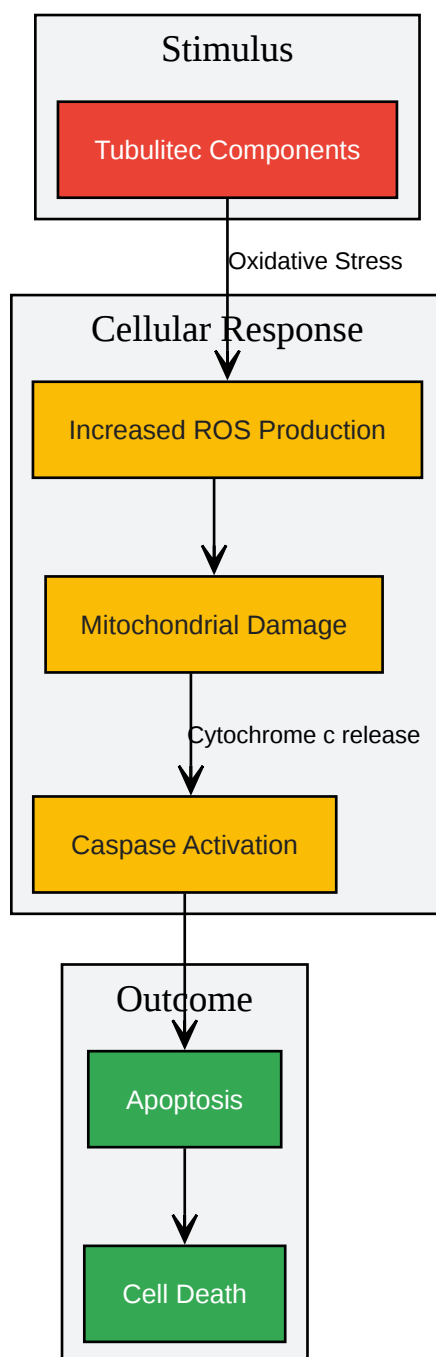 Stimulus
Tubulitec Components
Oxidative Stress
Cellular Response
Increased ROS Production
Mitochondrial Damage
Cytochrome c release
Caspase Activation
Outcome
Apoptosis
Cell Death